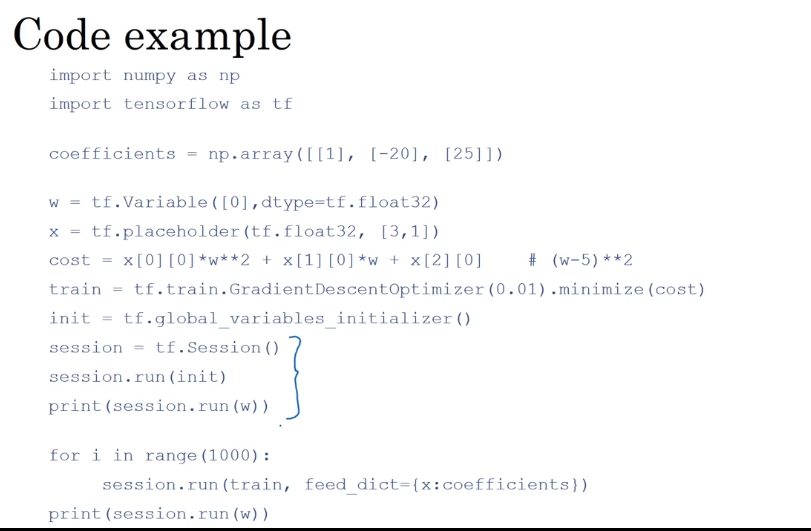 Code example
import numpy as np
import tensorflow as tf
coefficients = np.array([[1], [-20], [25]])
w = tf.Variable([0],dtype=tf.float32)
x = tf.placeholder(tf.float32, [3,1])
cost = x[0][0]*w**2 + x[1][0]*w + x[2][0]    # (w-5)**2
train = tf.train.GradientDescentOptimizer(0.01).minimize(cost)
init = tf.global_variables_initializer()
session = tf.Session()
session.run(init)
print(session.run(w))
for i in range(1000):
session.run(train, feed_dict={x:coefficients})
print(session.run(w))